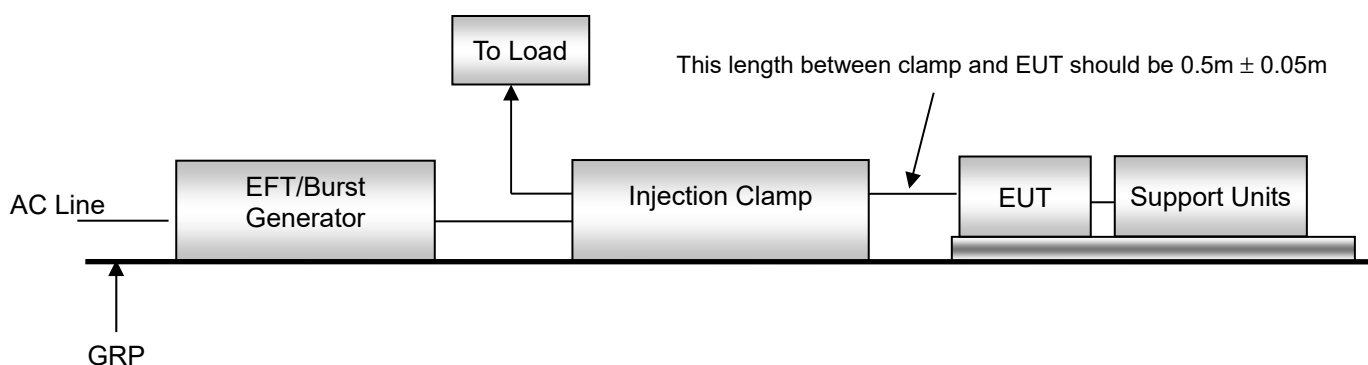 To Load
This length between clamp and EUT should be 0.5m ± 0.05m
AC Line
EFT/Burst
Generator
Injection Clamp
EUT
Support Units
GRP